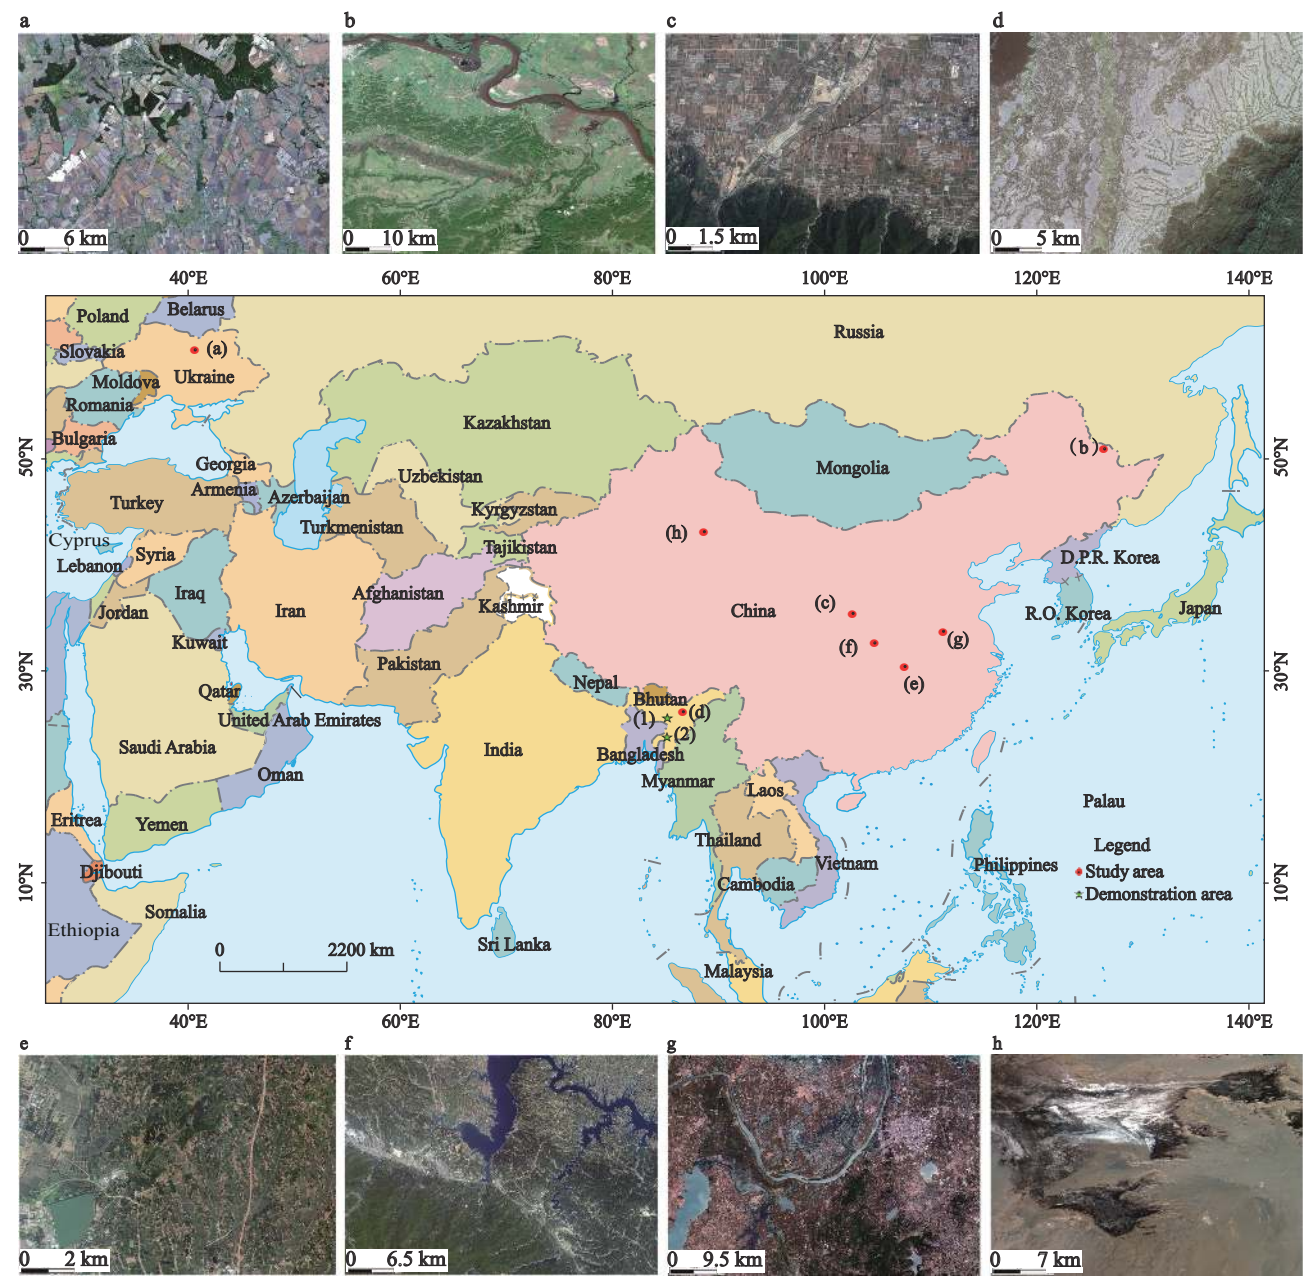 a b c d
0 6 km
0 10 km
0 1.5 km
0 5 km
40°E 60°E 80°E 100°E 120°E 140°E
50°N
30°N
10°N
50°N
30°N
10°N
Poland
Belarus
Russia
Slovakia
(a)
Ukraine
Moldova
Romania
Kazakhstan
Bulgaria
(b)
Georgia
Mongolia
Uzbekistan
Armenia
Azerbaijan
Turkey
Kyrgyzstan
Turkmenistan
(h)
Cyprus
Tajikistan
Syria
D.P.R. Korea
Lebanon
Iraq
Afghanistan
Kashmir
(c)
China
Iran
Jordan
R.O. Korea
Japan
Kuwait
(f)
(g)
Pakistan
Nepal
(e)
Qatar
Bhutan
(1)
(d)
United Arab Emirates
(2)
Saudi Arabia
India
Bangladesh
Oman
Myanmar
Laos
Palau
Eritrea
Yemen
Thailand
Legend
Vietnam
Philippines
Djibouti
Study area
Cambodia
Demonstration area
Somalia
Ethiopia
Sri Lanka
0 2200 km
Malaysia
40°E 60°E 80°E 100°E 120°E 140°E
e f g h
0 2 km
0 6.5 km
0 9.5 km
0 7 km